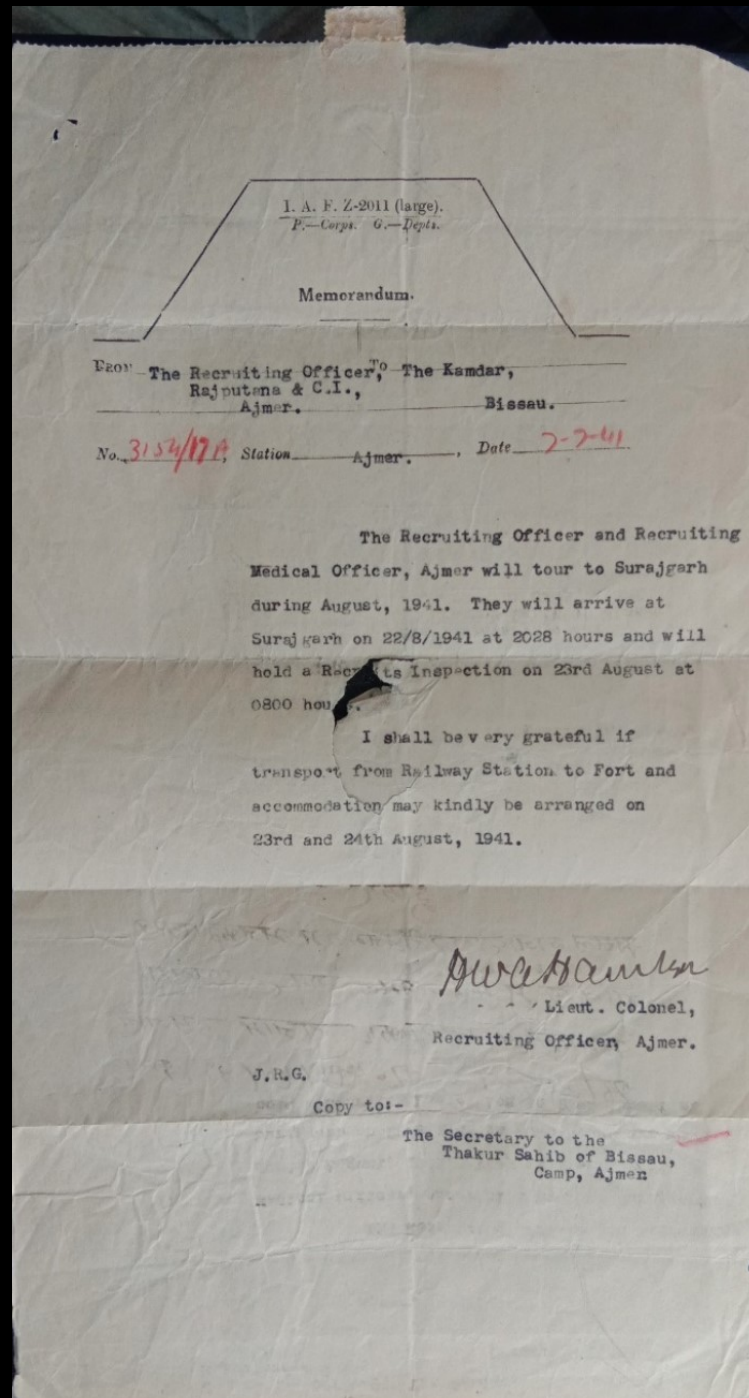 I. A. F. Z-2011 (large).
P.—Corps. G.—Depts.
Memorandum.
From The Recruiting Officer, To The Kamdar,
Rajputana & C.I.,
Ajmer. Bissau.
No. 3154/17A, Station Ajmer. , Date
The Recruiting Officer and Recruiting
Medical Officer, Ajmer will tour to Surajgarh
during August, 1941. They will arrive at
Surajgarh on 22/8/1941 at 2028 hours and will
hold a Recruits Inspection on 23rd August at
0800
I shall be very grateful if
transport from Railway Station to Fort and
accommodation may kindly be arranged on
23rd and 24th August, 1941.
Lieut. Colonel,
Recruiting Officer, Ajmer.
J.R.G.
Copy to:-
The Secretary to the
Thakur Sahib of Bissau,
Camp, Ajmer